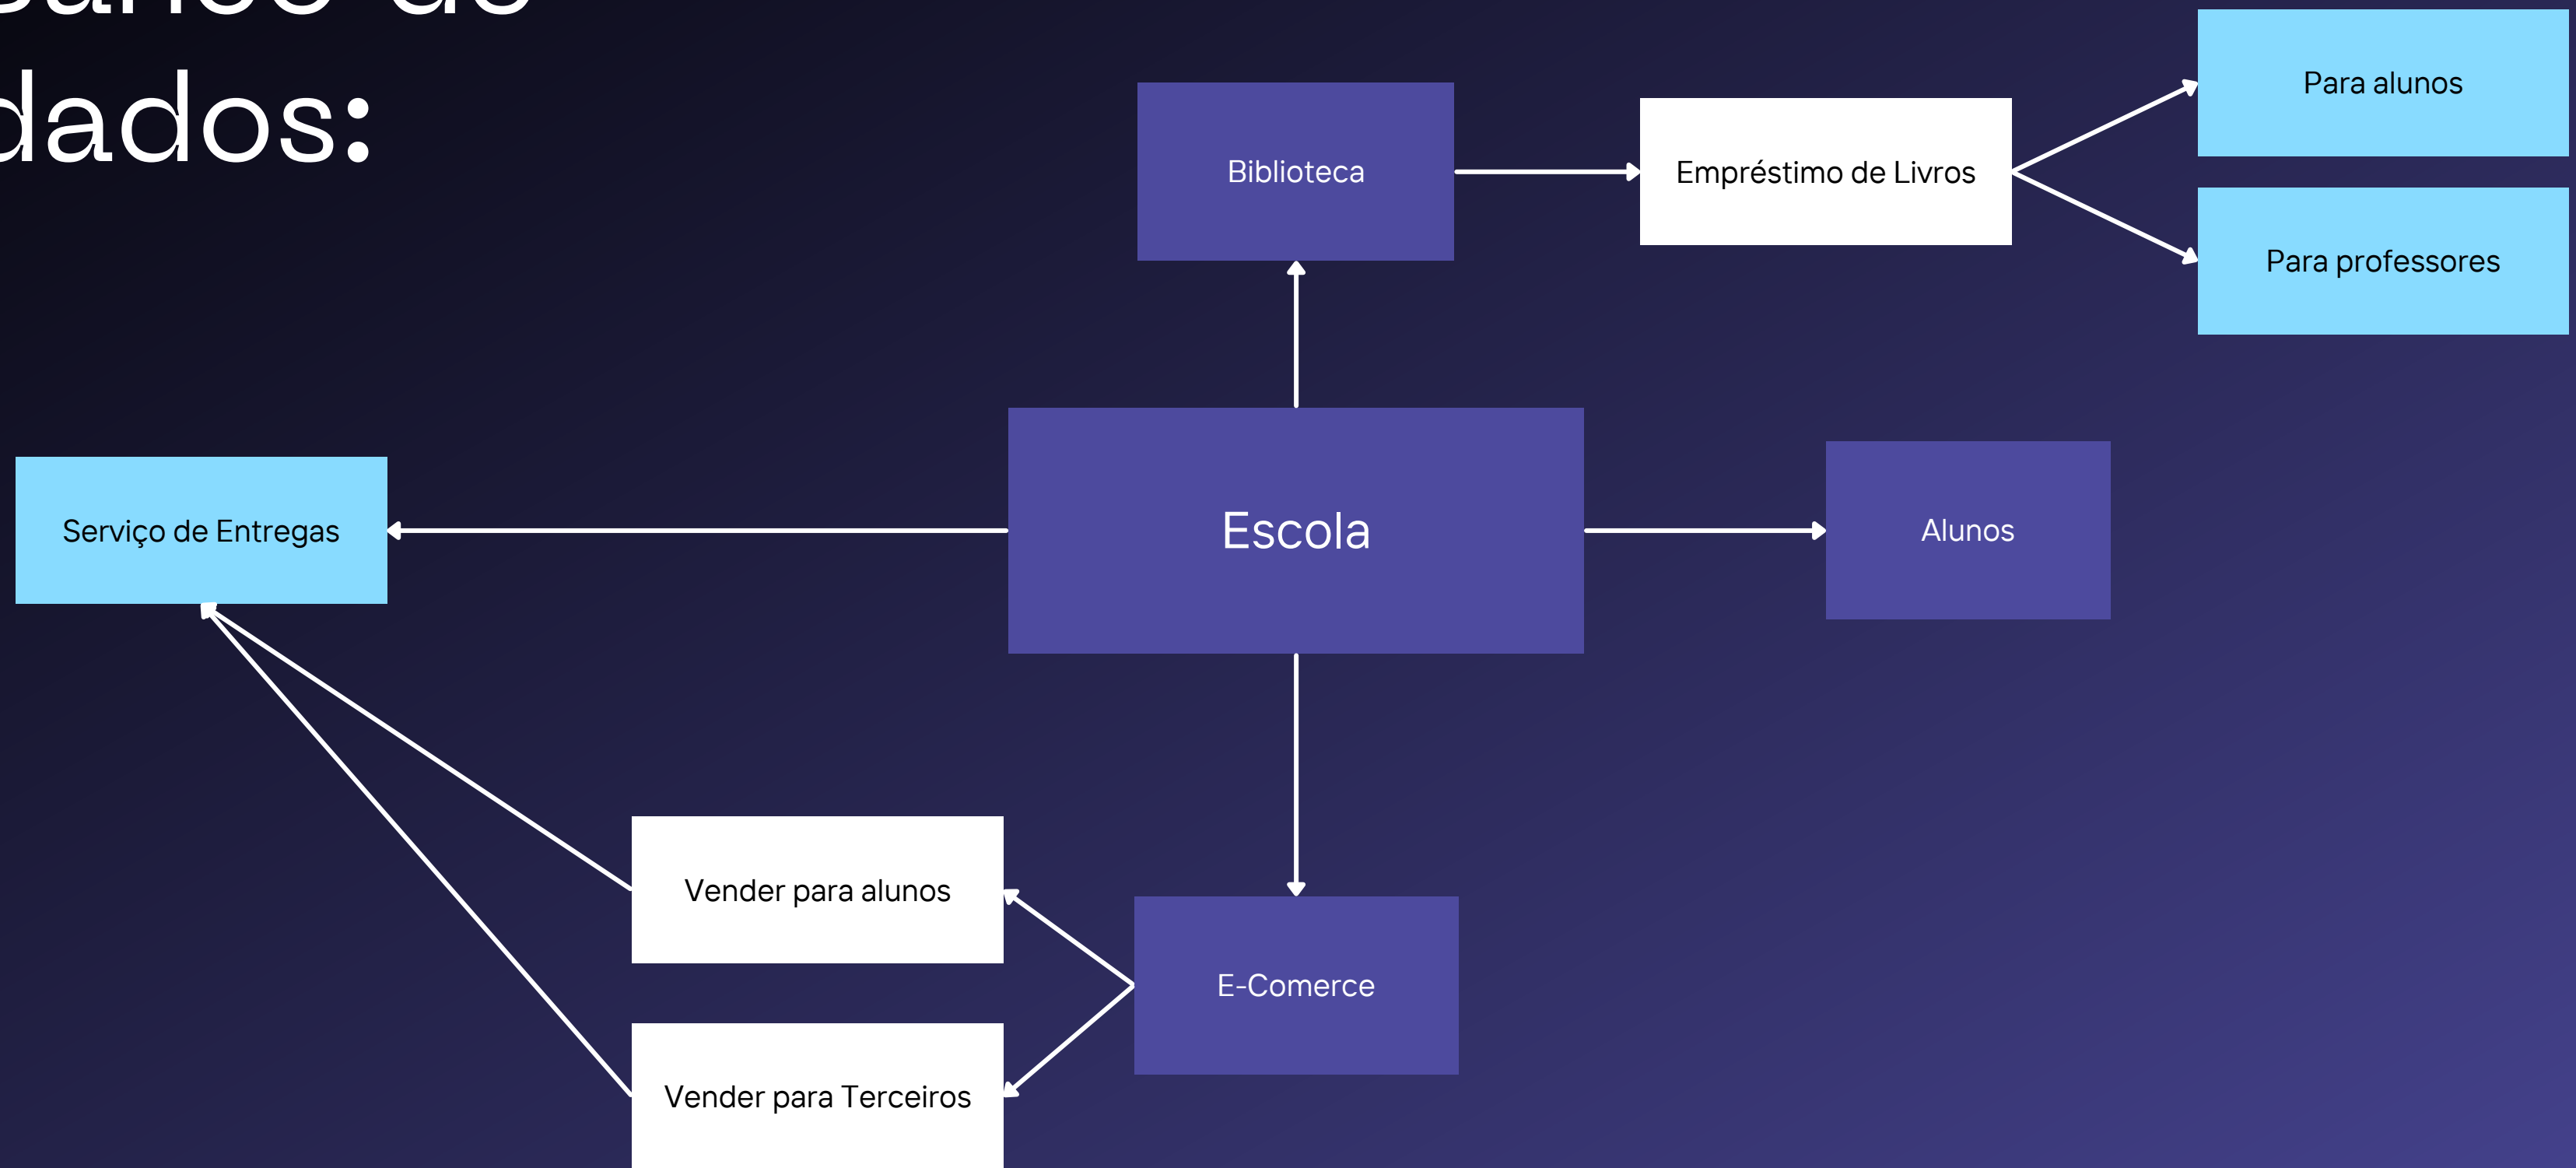 dados:
Biblioteca
Empréstimo de Livros
Para alunos
Para professores
Serviço de Entregas
Escola
Alunos
Vender para alunos
E-Comerce
Vender para Terceiros